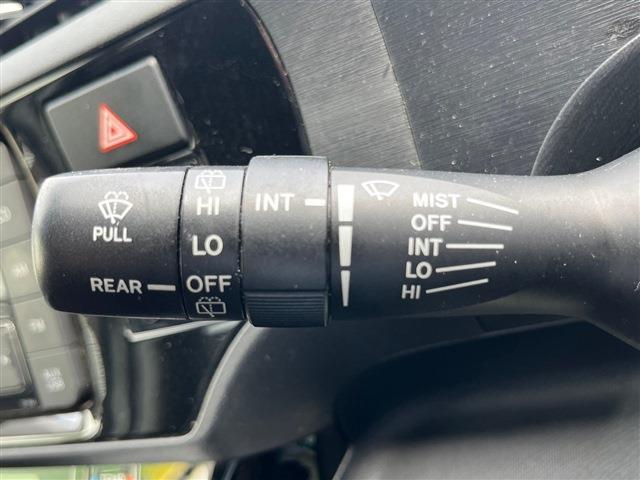 PULL
REAR
HI
LO
OFF
INT
MIST
OFF
INT
LO
HI